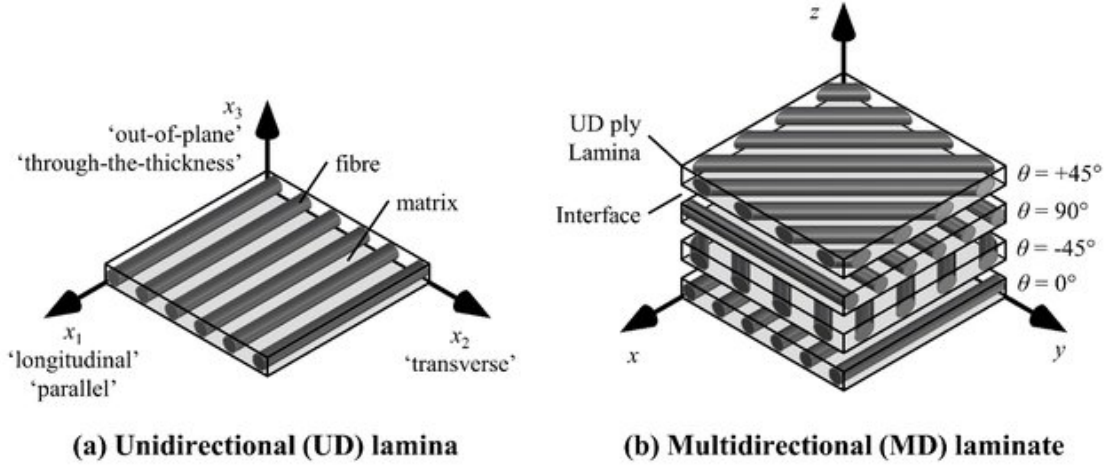 x3
'out-of-plane'
'through-the-thickness'
fibre
matrix
x1
'longitudinal'
'parallel'
x2
'transverse'
(a) Unidirectional (UD) lamina
z
UD ply
Lamina
Interface
θ = +45°
θ = 90°
θ = -45°
θ = 0°
x
y
(b) Multidirectional (MD) laminate